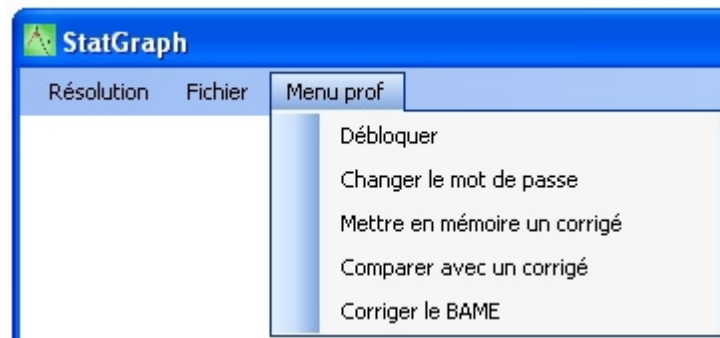 StatGraph
Résolution Fichier Menu prof
Débloquer
Changer le mot de passe
Mettre en mémoire un corrigé
Comparer avec un corrigé
Corriger le BAME